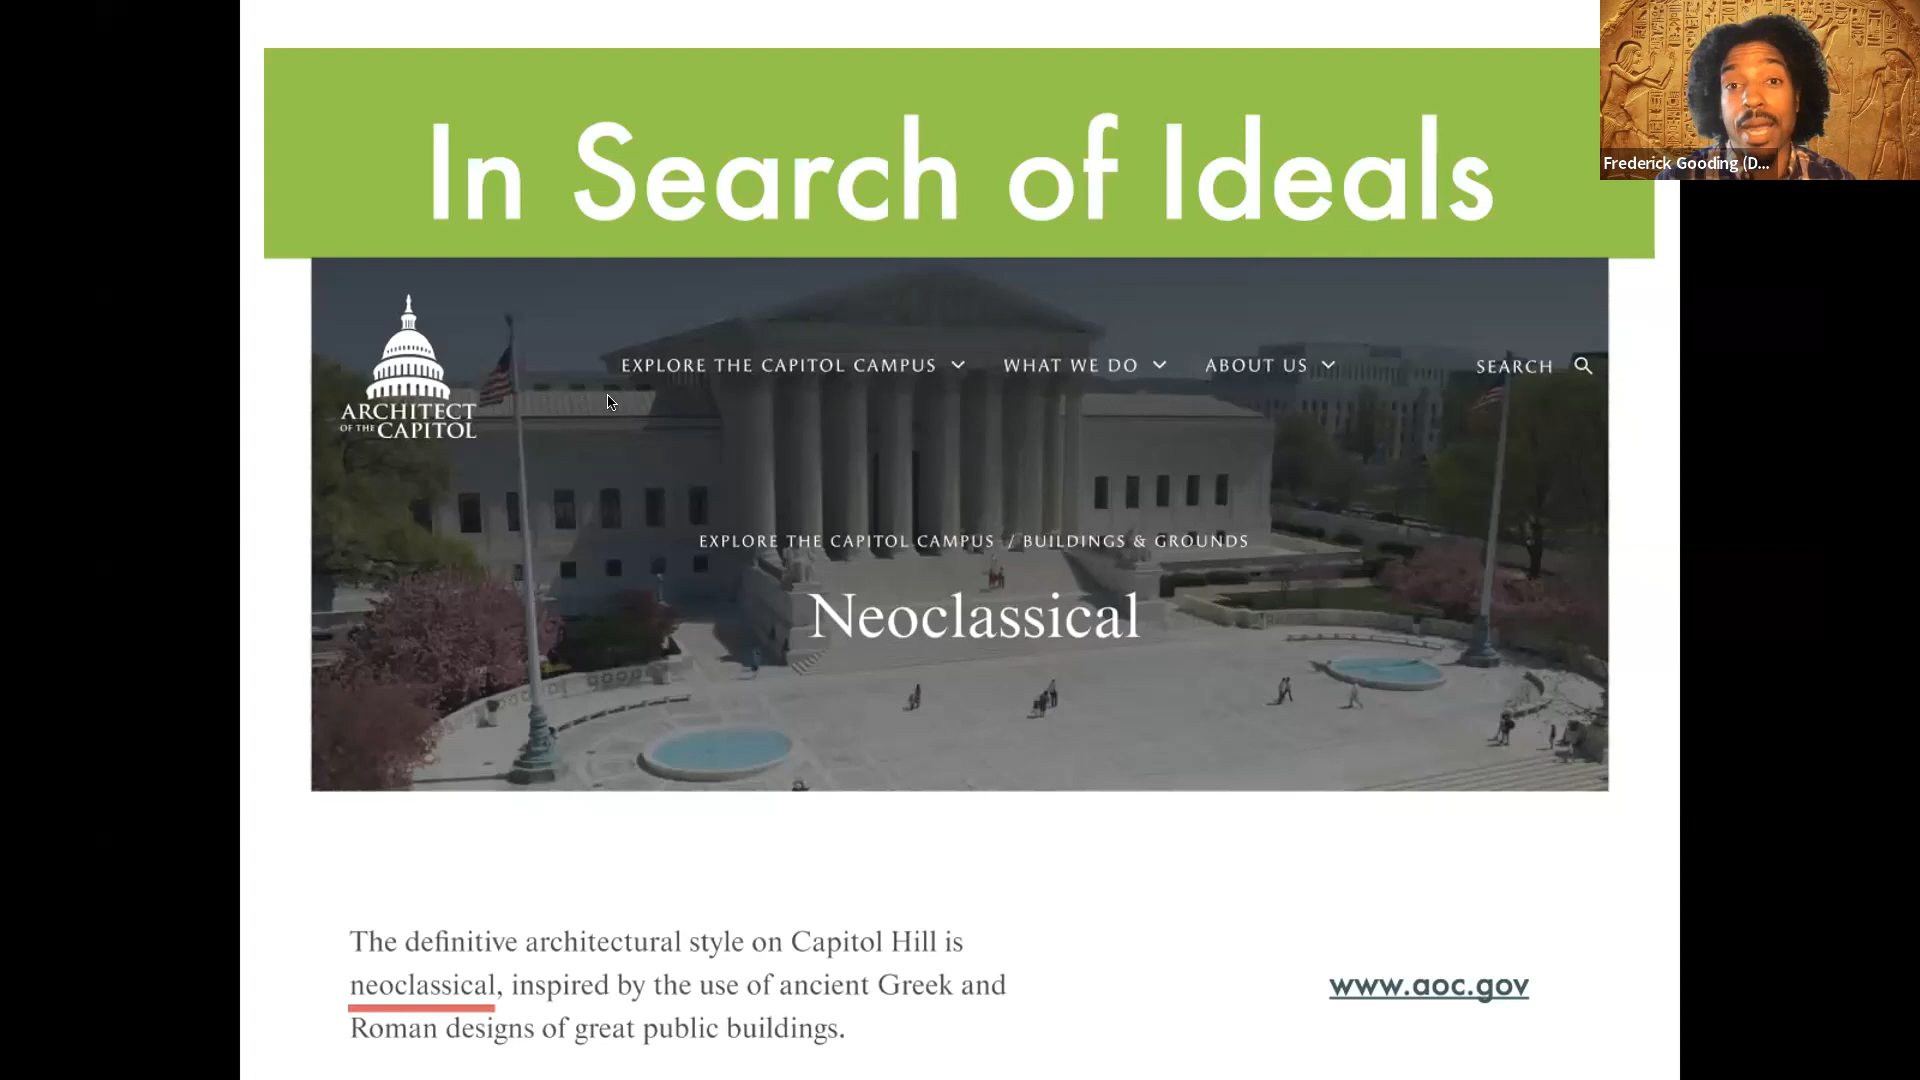 In Search of Ideals
Frederick Gooding (D...
ARCHITECT
OF THE CAPITOL
EXPLORE THE CAPITOL CAMPUS
WHAT WE DO
ABOUT US
SEARCH
EXPLORE THE CAPITOL CAMPUS / BUILDINGS & GROUNDS
Neoclassical
The definitive architectural style on Capitol Hill is
neoclassical, inspired by the use of ancient Greek and
Roman designs of great public buildings.
www.aoc.gov